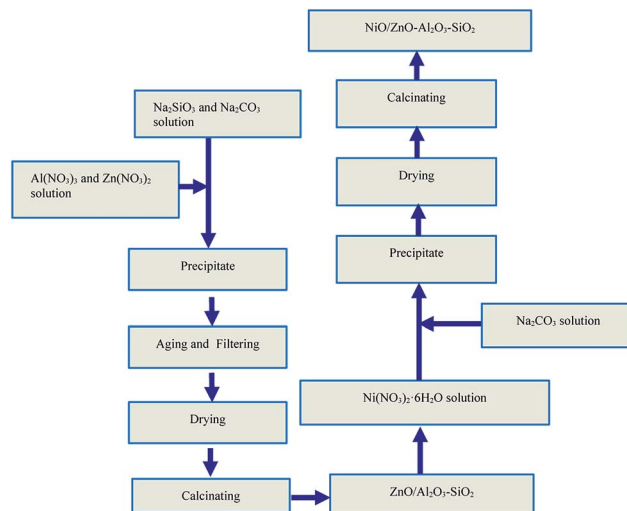 NiO/ZnO-Al₂O₃-SiO₂
Na₂SiO₃ and Na₂CO₃
solution
Calcinating
Al(NO₃)₃ and Zn(NO₃)₂
solution
Drying
Precipitate
Precipitate
Na₂CO₃ solution
Aging and Filtering
Ni(NO₃)₂·6H₂O solution
Drying
Calcinating
ZnO/Al₂O₃-SiO₂